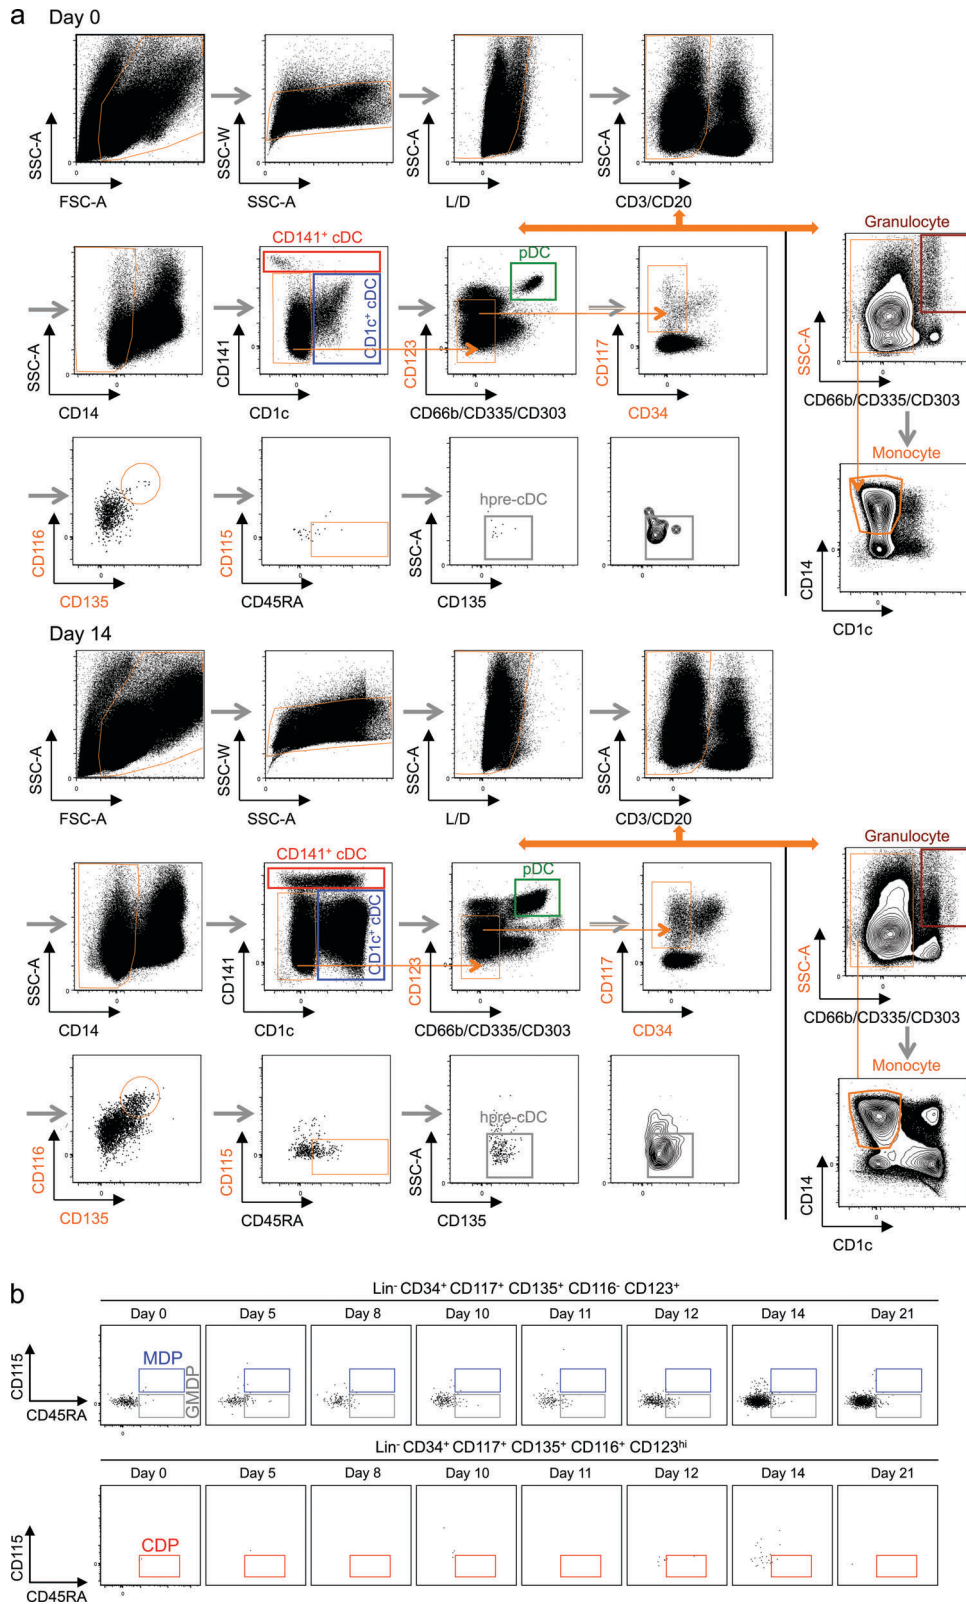 a
Day 0
SSC-A
SSC-W
SSC-A
SSC-A
FSC-A
SSC-A
L/D
CD3/CD20
Granulocyte
CD141⁺ cDC
pDC
CD1c⁺ cDC
SSC-A
CD141
CD123
CD117
SSC-A
CD14
CD1c
CD66b/CD335/CD303
CD34
CD66b/CD335/CD303
Monocyte
hpre-cDC
CD116
CD115
SSC-A
CD14
CD135
CD45RA
CD135
CD1c
Day 14
SSC-A
SSC-W
SSC-A
SSC-A
FSC-A
SSC-A
L/D
CD3/CD20
Granulocyte
CD141⁺ cDC
pDC
CD1c⁺ cDC
SSC-A
CD141
CD123
CD117
SSC-A
CD14
CD1c
CD66b/CD335/CD303
CD34
CD66b/CD335/CD303
Monocyte
hpre-cDC
CD116
CD115
SSC-A
CD14
CD135
CD45RA
CD135
CD1c
b
Lin⁻ CD34⁺ CD117⁺ CD135⁺ CD116⁻ CD123⁺
Day 0 Day 5 Day 8 Day 10 Day 11 Day 12 Day 14 Day 21
CD115
MDP
GMDP
CD45RA
Lin⁻ CD34⁺ CD117⁺ CD135⁺ CD116⁺ CD123ʰⁱ
Day 0 Day 5 Day 8 Day 10 Day 11 Day 12 Day 14 Day 21
CD115
CDP
CD45RA